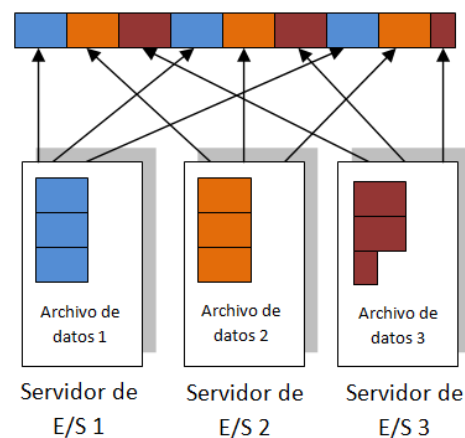 Archivo de
datos 1
Archivo de
datos 2
Archivo de
datos 3
Servidor de
E/S 1
Servidor de
E/S 2
Servidor de
E/S 3